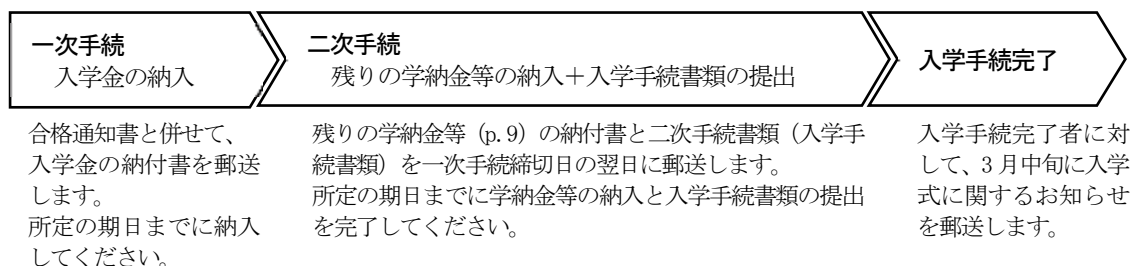 一次手続
入学金の納入
二次手続
残りの学納金等の納入＋入学手続書類の提出
入学手続完了
合格通知書と併せて、
入学金の納付書を郵送
します。
所定の期日までに納入
してください。
残りの学納金等（p.9）の納付書と二次手続書類（入学手
続書類）を一次手続締切日の翌日に郵送します。
所定の期日までに学納金等の納入と入学手続書類の提出
を完了してください。
入学手続完了者に対
して、3月中旬に入学
式に関するお知らせ
を郵送します。